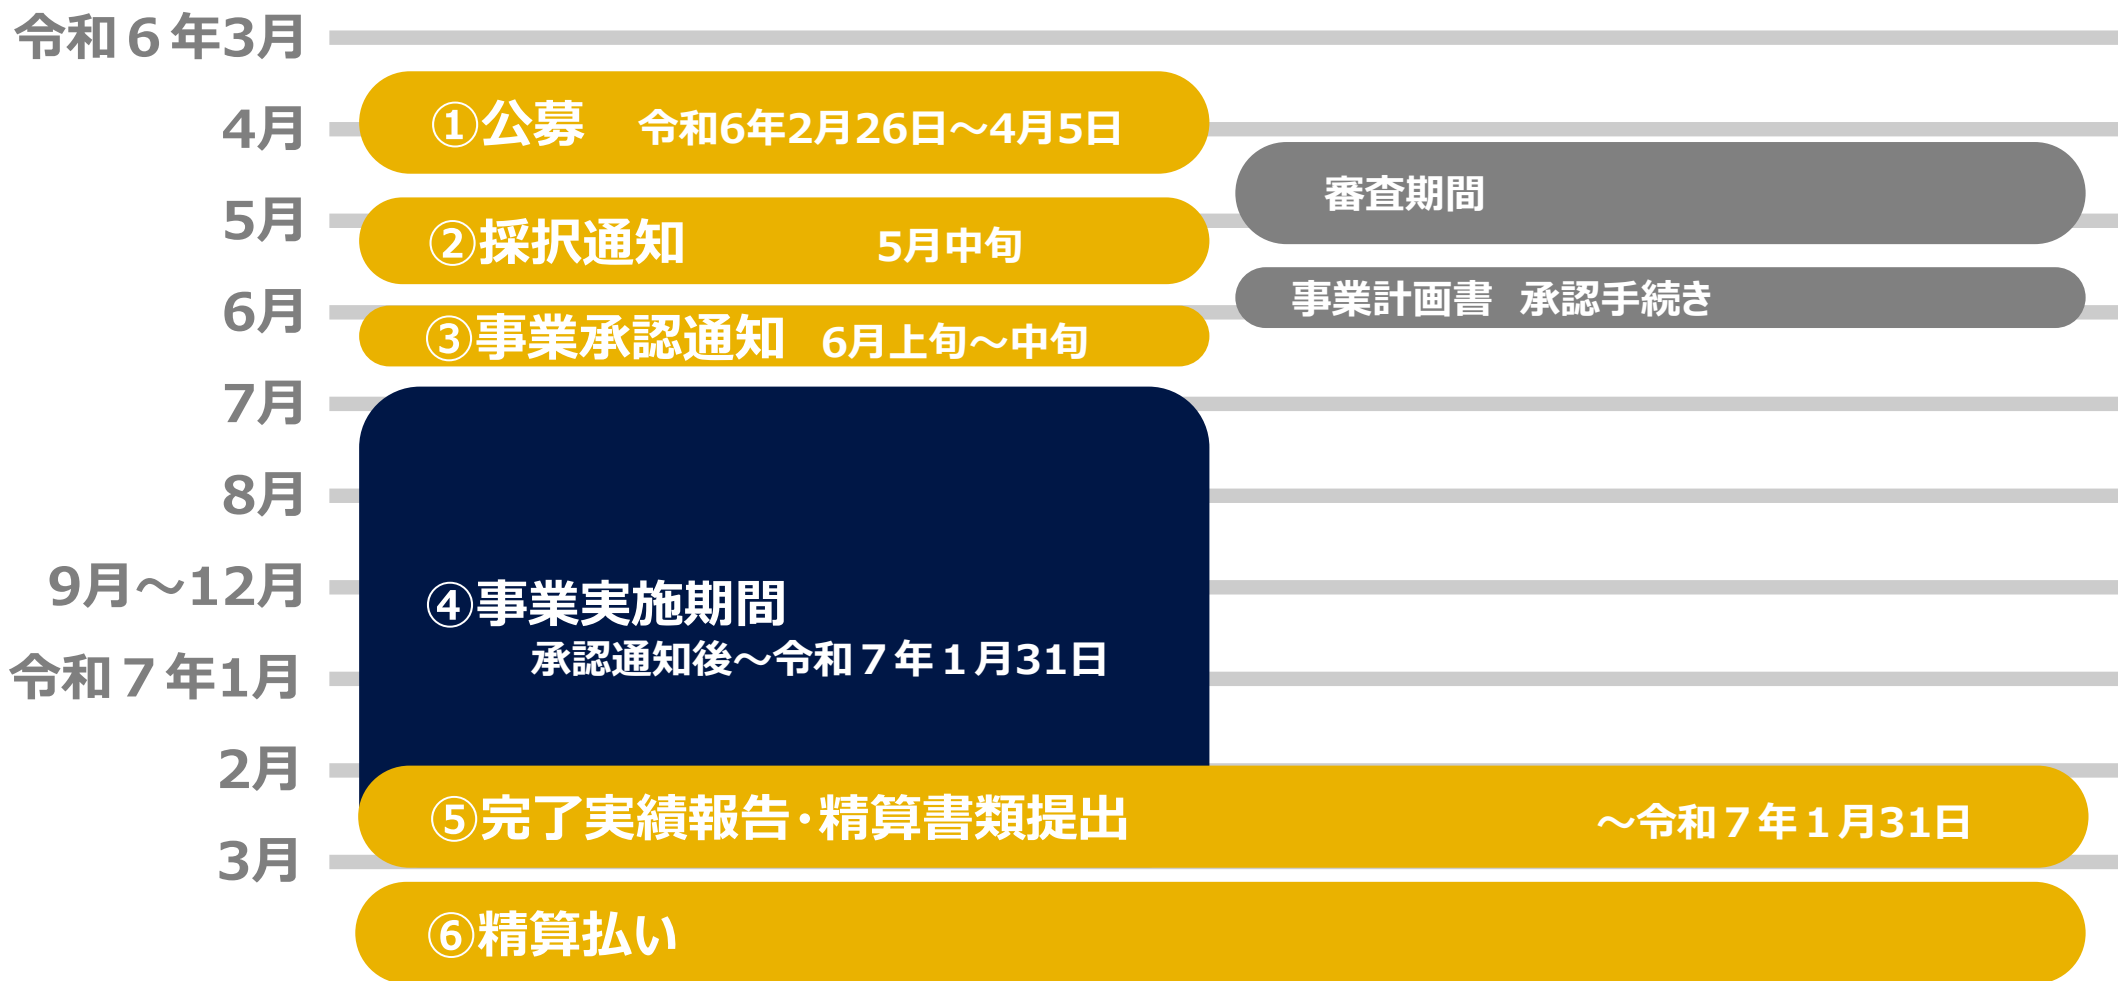 令和６年3月
4月
①公募　令和6年2月26日～4月5日
審査期間
5月
②採択通知　5月中旬
事業計画書　承認手続き
6月
③事業承認通知　6月上旬～中旬
7月
8月
9月～12月
④事業実施期間
承認通知後～令和７年１月31日
令和７年1月
2月
⑤完了実績報告・精算書類提出　～令和７年１月31日
3月
⑥精算払い